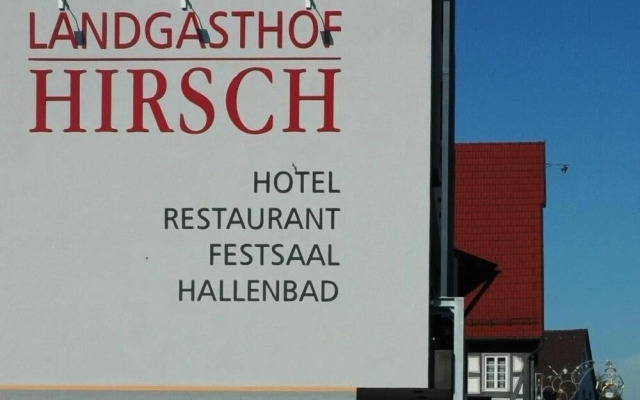 LANDGASTHOF
HIRSCH
HOTEL
RESTAURANT
FESTSAAL
HALLENBAD